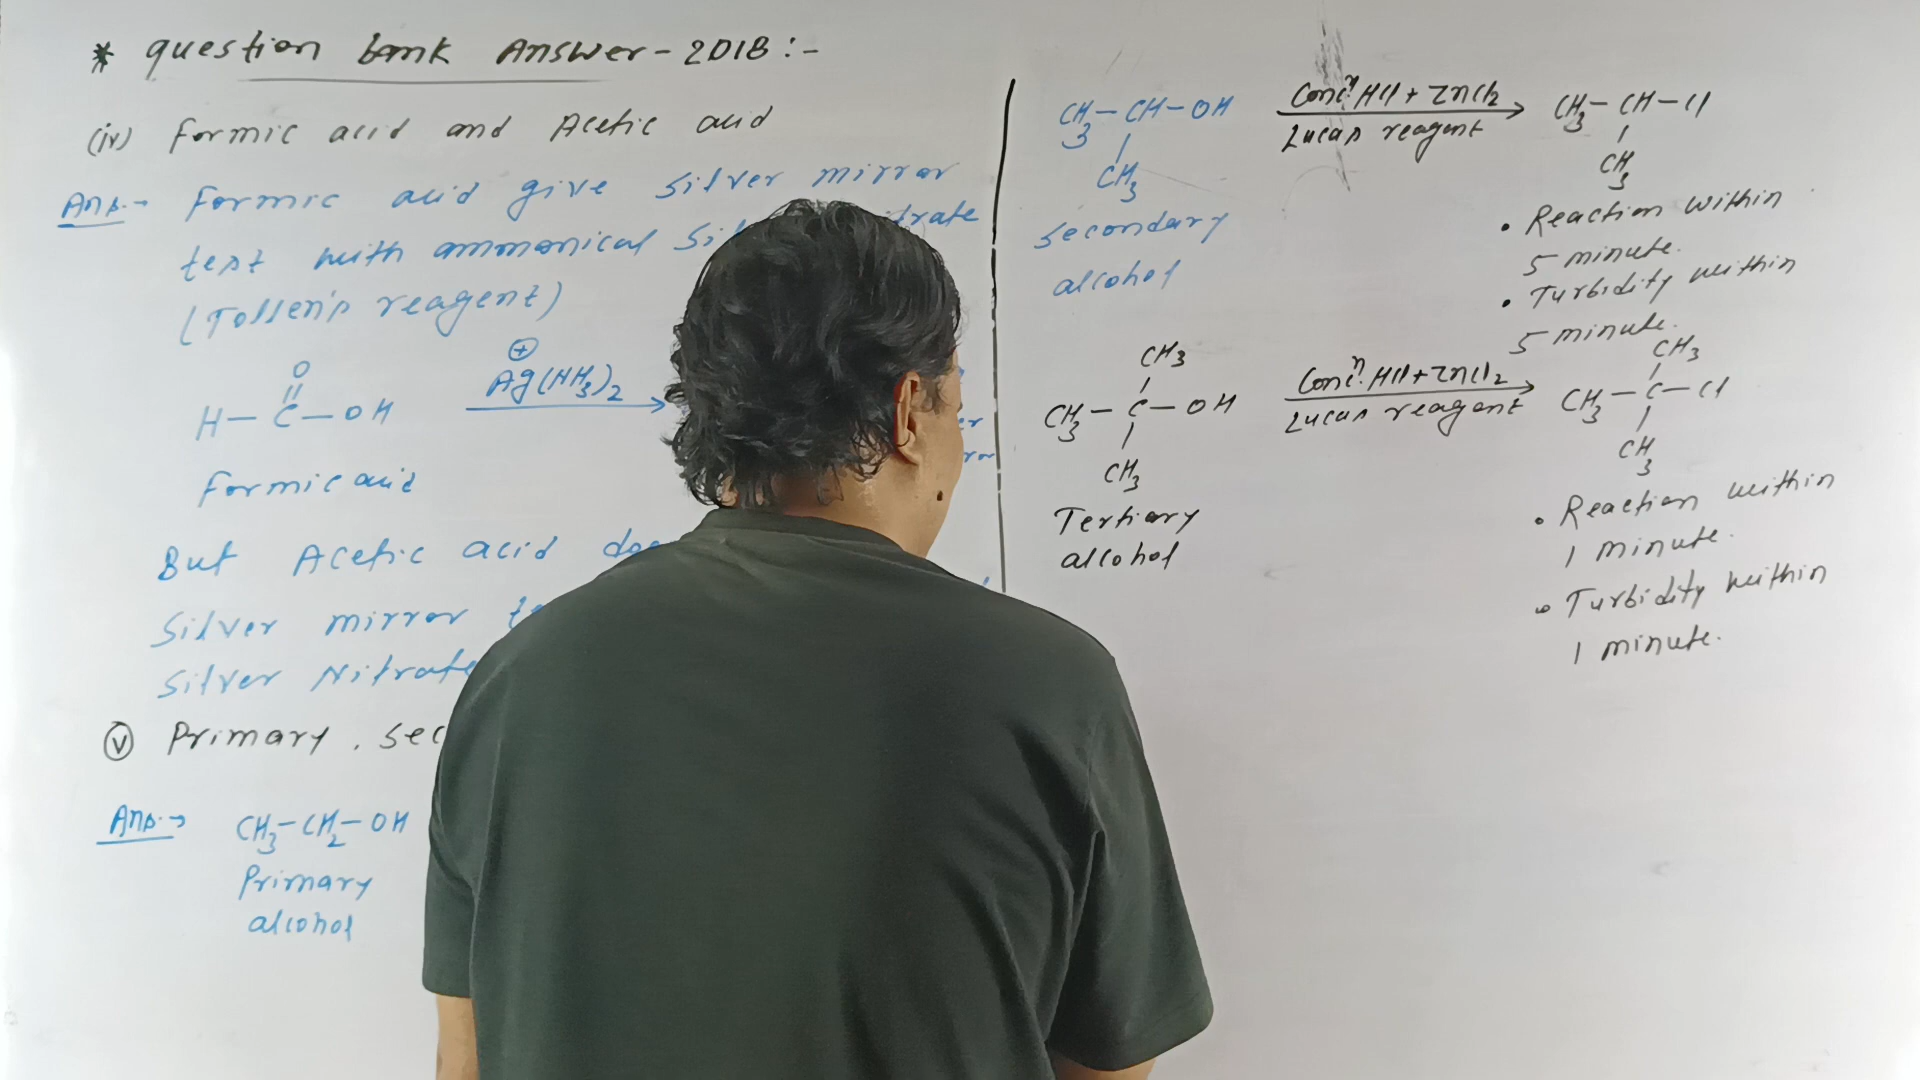 * question bank Answer-2018:-
(iv) Formic acid and Acetic acid
Ans.- Formic acid give silver mirror
test with ammonical
(Tollen's reagent)
O
||
H-C-OH
Ag(NH3)2 +
Formic acid
But Acetic acid
Silver mirror
Silver Nitrate
(v) Primary,
Ans.→ CH3-CH2-OH
Primary
alcohol
CH3-CH-OH
|
CH3
secondary
alcohol
Concn. HCl + ZnCl2
Lucas reagent
CH3-CH-Cl
|
CH3
• Reaction within
5 minute.
• Turbidity within
5 minute.
CH3
|
CH3-C-OH
|
CH3
Tertiary
alcohol
Concn. HCl+ZnCl2
Lucas reagent
CH3
|
CH3-C-Cl
|
CH3
• Reaction within
1 minute.
• Turbidity within
1 minute.